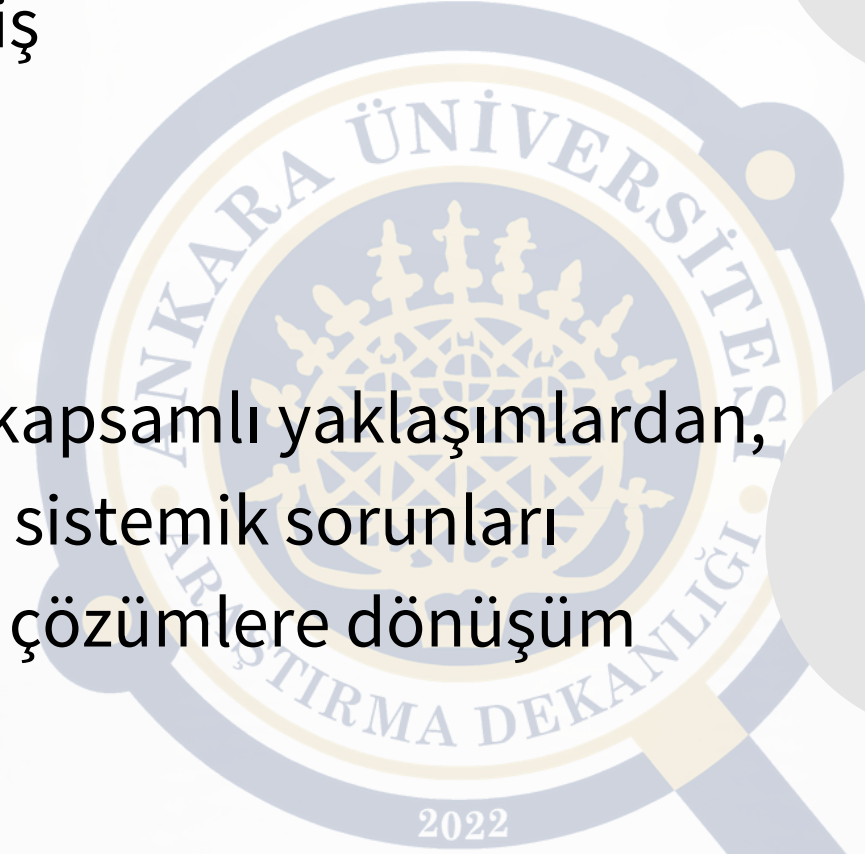 iş
kapsamlı yaklaşımlardan,
sistemik sorunları
çözümlere dönüşüm
ANKARA ÜNİVERSİTESİ
ARAŞTIRMA DEKANLIĞI
2022